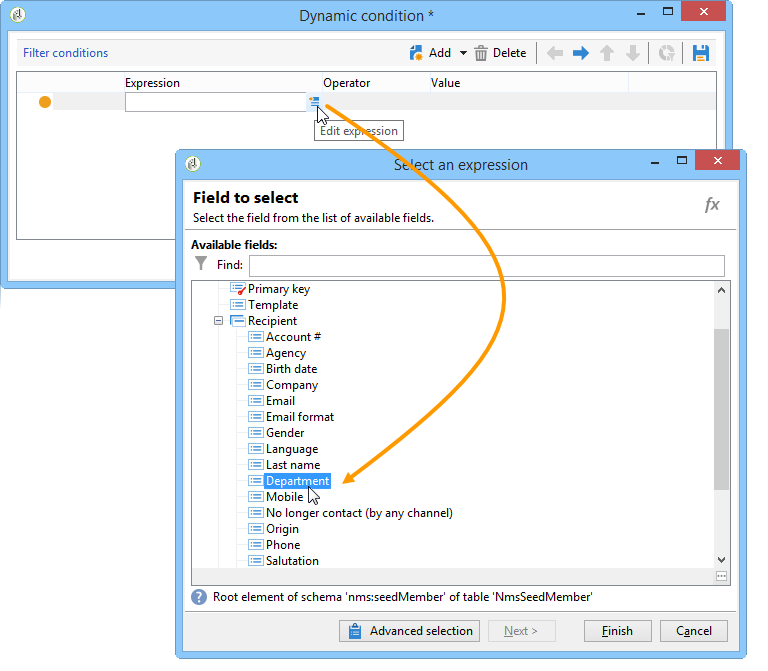 Dynamic condition *
Filter conditions
Add
Delete
Expression Operator Value
Edit expression
Select an expression
Field to select
Select the field from the list of available fields.
fx
Available fields:
Find:
Primary key
Template
Recipient
Account #
Agency
Birth date
Company
Email
Email format
Gender
Language
Last name
Department
Mobile
No longer contact (by any channel)
Origin
Phone
Salutation
Root element of schema 'nms:seedMember' of table 'NmsSeedMember'
Advanced selection Next > Finish Cancel